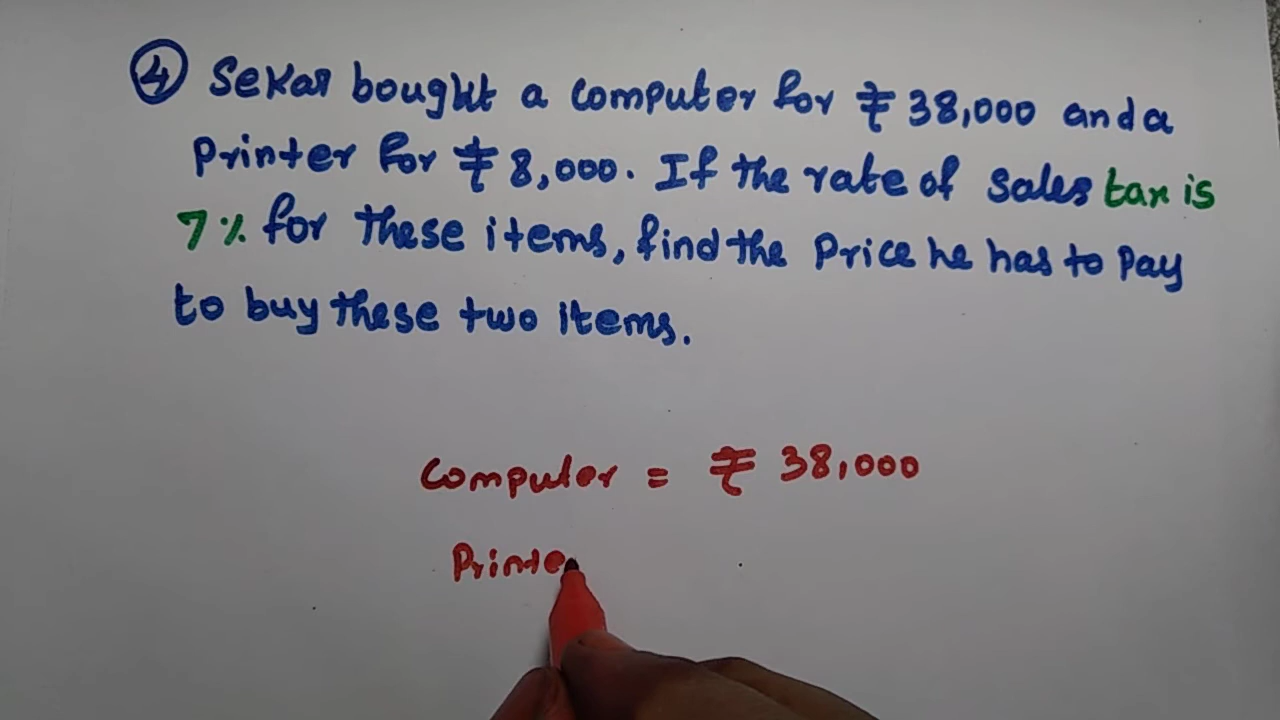 4 Sekar bought a computer for ₹ 38,000 and a
Printer for ₹ 8,000. If the rate of sales tax is
7% for these items, find the Price he has to Pay
to buy these two items.
Computer = ₹ 38,000
Printe